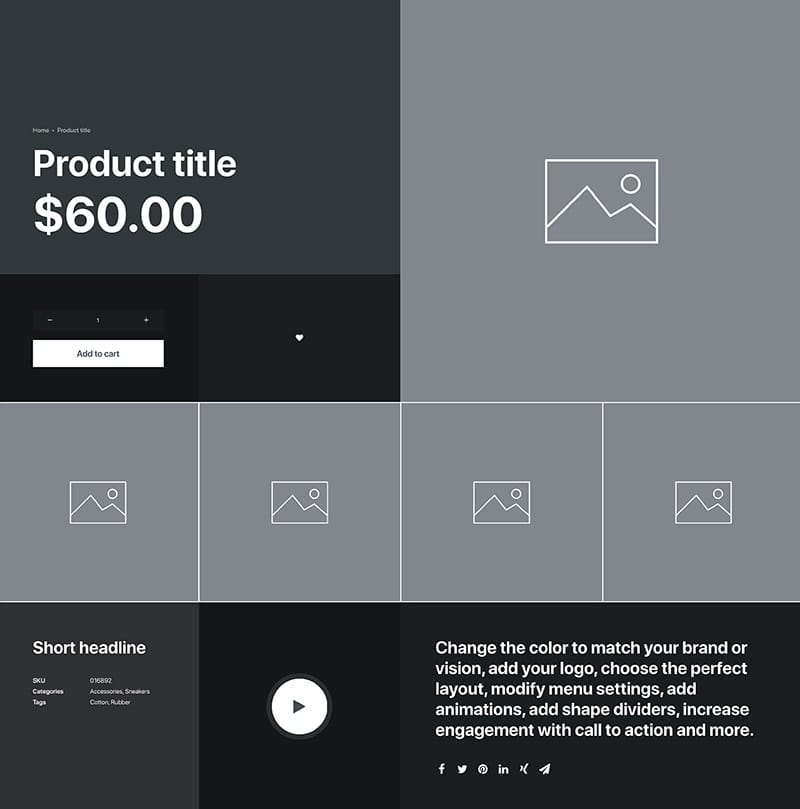 Home • Product title
Product title
$60.00
− 1 +
Add to cart
Short headline
SKU 016892
Categories Accessories, Sneakers
Tags Cotton, Rubber
Change the color to match your brand or
vision, add your logo, choose the perfect
layout, modify menu settings, add
animations, add shape dividers, increase
engagement with call to action and more.